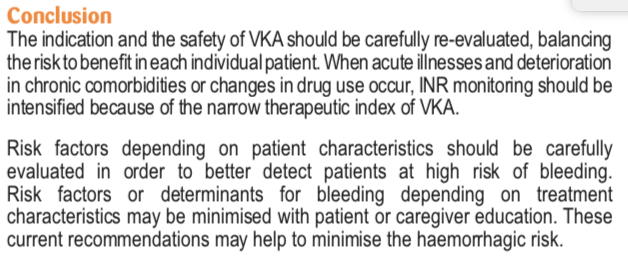 Conclusion
The indication and the safety of VKA should be carefully re-evaluated, balancing
the risk to benefit in each individual patient. When acute illnesses and deterioration
in chronic comorbidities or changes in drug use occur, INR monitoring should be
intensified because of the narrow therapeutic index of VKA.
Risk factors depending on patient characteristics should be carefully
evaluated in order to better detect patients at high risk of bleeding.
Risk factors or determinants for bleeding depending on treatment
characteristics may be minimised with patient or caregiver education. These
current recommendations may help to minimise the haemorrhagic risk.